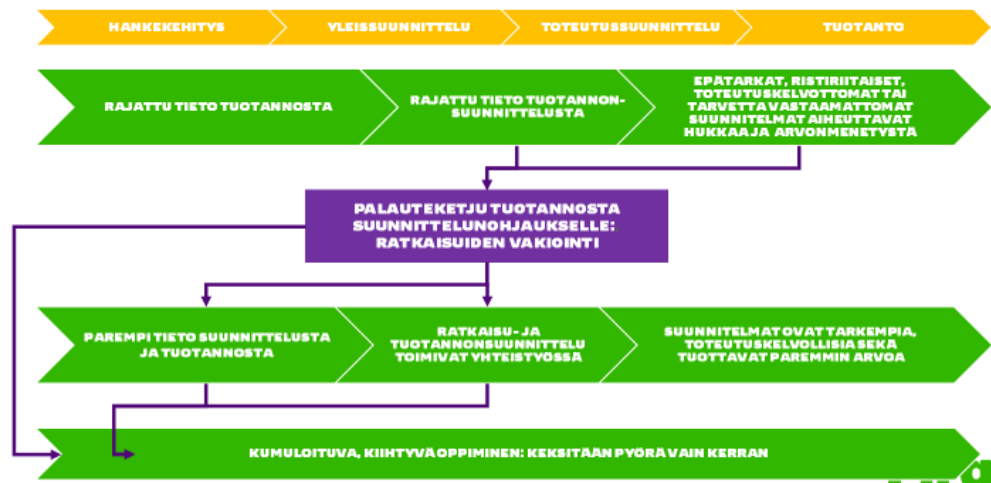 HANKEKEHITYS
YLEISSUUNNITTELU
TOTEUTUSSUUNNITTELU
TUOTANTO
RAJATTU TIETO TUOTANNOSTA
RAJATTU TIETO TUOTANNON-
SUUNNITTELUSTA
EPÄTARKAT, RISTIRIITAISET,
TOTEUTUSKELVOTTOMAT TAI
TARVETTA VASTAAMATTOMAT
SUUNNITELMAT AIHEUTTAVAT
HUKKAA JA ARVONMENETYSTÄ
PALAUTEKETJU TUOTANNOSTA
SUUNNITTELUNOHJAUKSELLE:
RATKAISUIDEN VAKIOINTI
PAREMPI TIETO SUUNNITTELUSTA
JA TUOTANNOSTA
RATKAISU- JA
TUOTANNONSUUNNITTELU
TOIMIVAT YHTEISTYÖSSÄ
SUUNNITELMAT OVAT TARKEMPIA,
TOTEUTUSKELVOLLISIA SEKÄ
TUOTTAVAT PAREMMIN ARVOA
KUMULOITUVA, KIIHTYVÄ OPPIMINEN: KEKSITÄÄN PYÖRÄ VAIN KERRAN